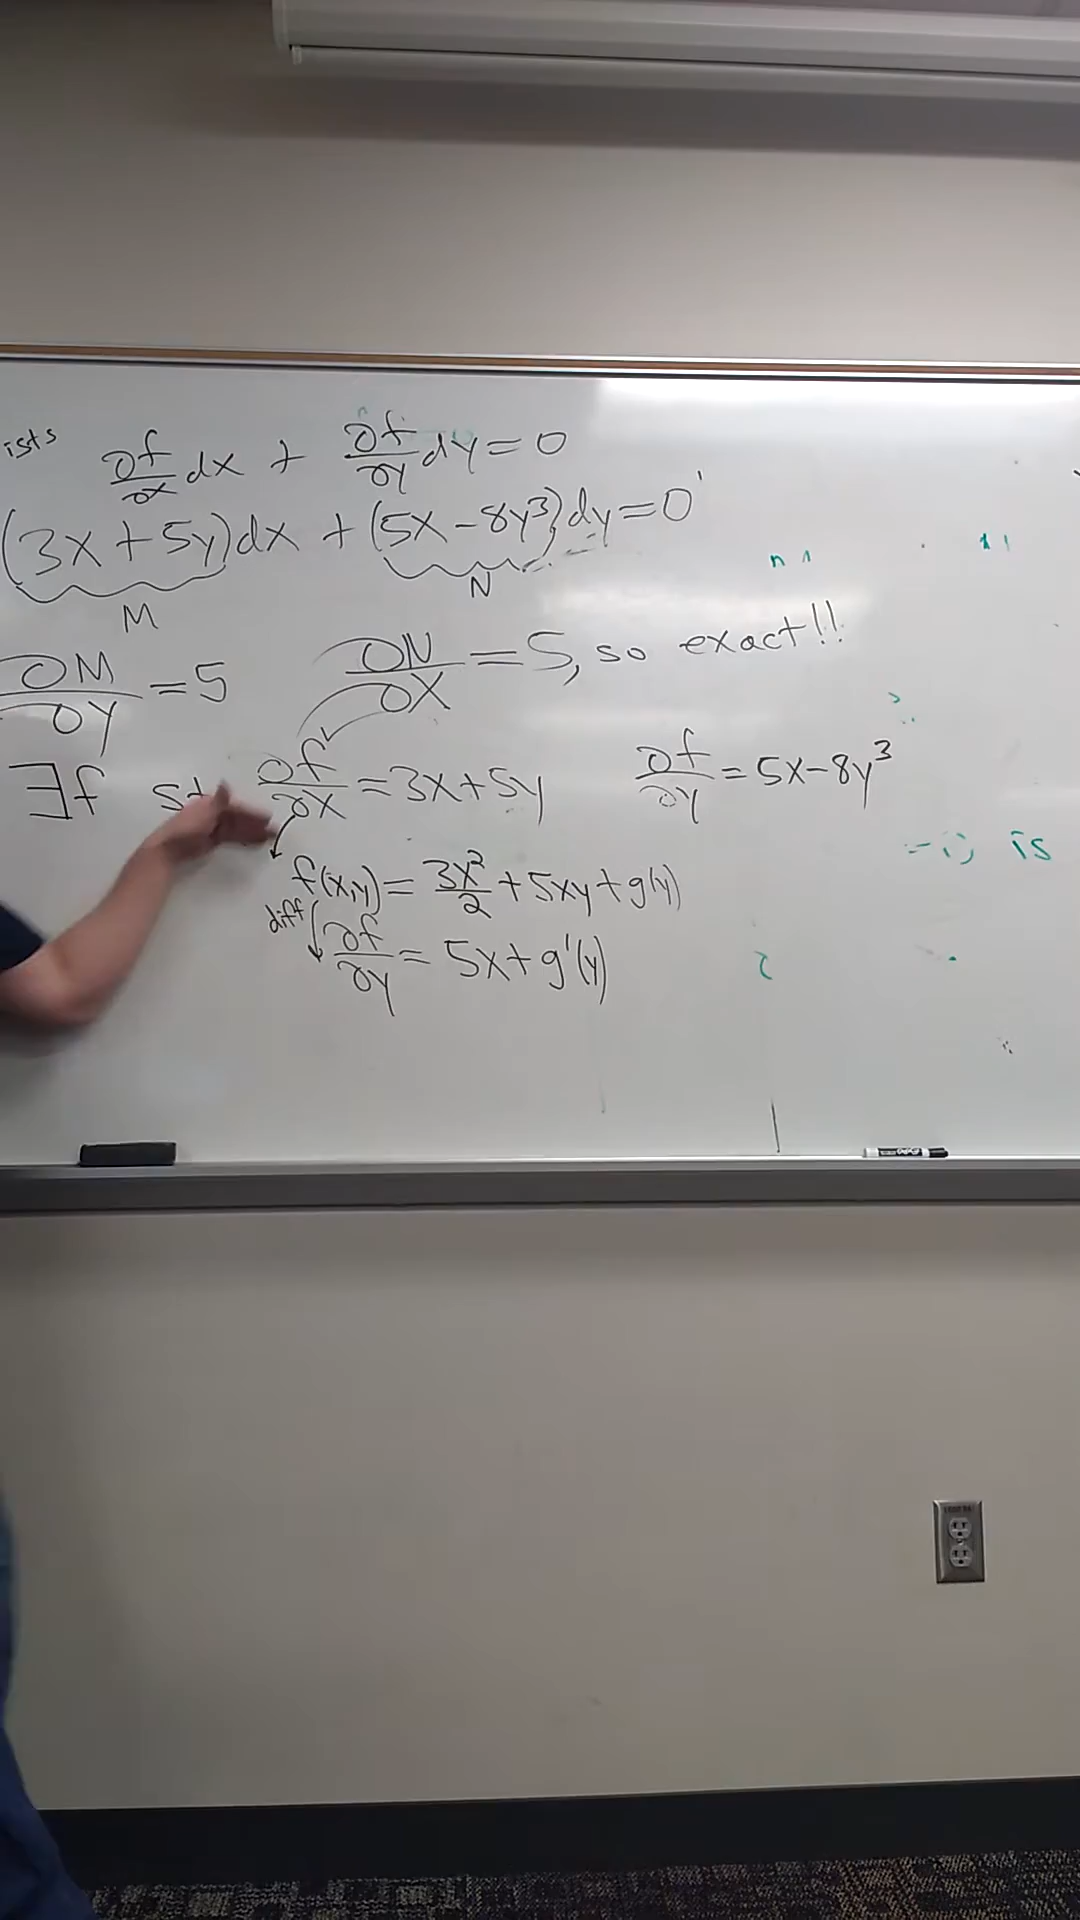 ists ∂f/∂x dx + ∂f/∂y dy = 0
(3x + 5y)dx + (5x - 8y³)dy = 0
M N
∂M/∂y = 5 ∂N/∂x = 5, so exact!!
∃f st ∂f/∂x = 3x + 5y ∂f/∂y = 5x - 8y³
is
f(x,y) = 3x²/2 + 5xy + g(y)
diff ∂f/∂y = 5x + g'(y)